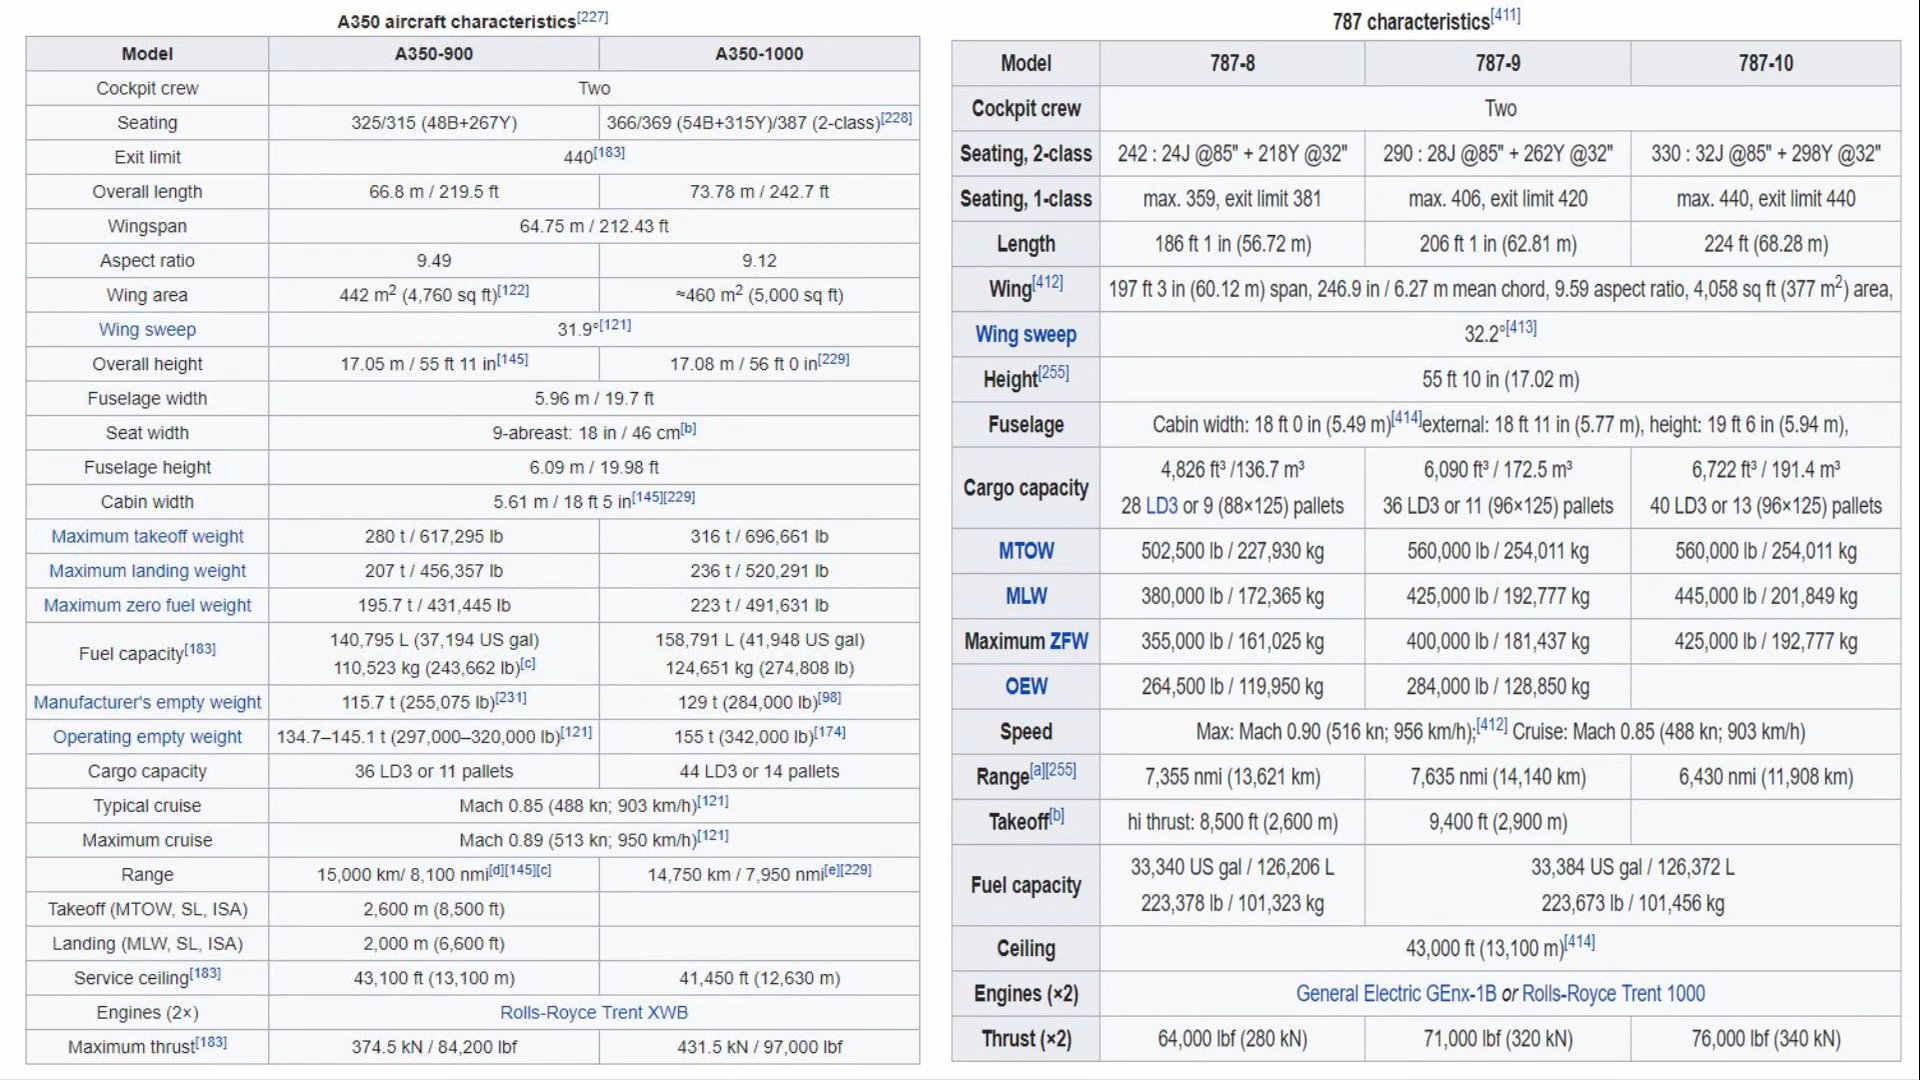 A350 aircraft characteristics[227]
Model A350-900 A350-1000
Cockpit crew Two
Seating 325/315 (48B+267Y) 366/369 (54B+315Y)/387 (2-class)[228]
Exit limit 440[183]
Overall length 66.8 m / 219.5 ft 73.78 m / 242.7 ft
Wingspan 64.75 m / 212.43 ft
Aspect ratio 9.49 9.12
Wing area 442 m² (4,760 sq ft)[122] ≈460 m² (5,000 sq ft)
Wing sweep 31.9°[121]
Overall height 17.05 m / 55 ft 11 in[145] 17.08 m / 56 ft 0 in[229]
Fuselage width 5.96 m / 19.7 ft
Seat width 9-abreast: 18 in / 46 cm[b]
Fuselage height 6.09 m / 19.98 ft
Cabin width 5.61 m / 18 ft 5 in[145][229]
Maximum takeoff weight 280 t / 617,295 lb 316 t / 696,661 lb
Maximum landing weight 207 t / 456,357 lb 236 t / 520,291 lb
Maximum zero fuel weight 195.7 t / 431,445 lb 223 t / 491,631 lb
Fuel capacity[183] 140,795 L (37,194 US gal) 158,791 L (41,948 US gal)
110,523 kg (243,662 lb)[c] 124,651 kg (274,808 lb)
Manufacturer's empty weight 115.7 t (255,075 lb)[231] 129 t (284,000 lb)[98]
Operating empty weight 134.7–145.1 t (297,000–320,000 lb)[121] 155 t (342,000 lb)[174]
Cargo capacity 36 LD3 or 11 pallets 44 LD3 or 14 pallets
Typical cruise Mach 0.85 (488 kn; 903 km/h)[121]
Maximum cruise Mach 0.89 (513 kn; 950 km/h)[121]
Range 15,000 km/ 8,100 nmi[d][145][c] 14,750 km / 7,950 nmi[e][229]
Takeoff (MTOW, SL, ISA) 2,600 m (8,500 ft)
Landing (MLW, SL, ISA) 2,000 m (6,600 ft)
Service ceiling[183] 43,100 ft (13,100 m) 41,450 ft (12,630 m)
Engines (2×) Rolls-Royce Trent XWB
Maximum thrust[183] 374.5 kN / 84,200 lbf 431.5 kN / 97,000 lbf
787 characteristics[411]
Model 787-8 787-9 787-10
Cockpit crew Two
Seating, 2-class 242 : 24J @85" + 218Y @32" 290 : 28J @85" + 262Y @32" 330 : 32J @85" + 298Y @32"
Seating, 1-class max. 359, exit limit 381 max. 406, exit limit 420 max. 440, exit limit 440
Length 186 ft 1 in (56.72 m) 206 ft 1 in (62.81 m) 224 ft (68.28 m)
Wing[412] 197 ft 3 in (60.12 m) span, 246.9 in / 6.27 m mean chord, 9.59 aspect ratio, 4,058 sq ft (377 m²) area,
Wing sweep 32.2°[413]
Height[255] 55 ft 10 in (17.02 m)
Fuselage Cabin width: 18 ft 0 in (5.49 m)[414]external: 18 ft 11 in (5.77 m), height: 19 ft 6 in (5.94 m),
Cargo capacity 4,826 ft³ /136.7 m³ 6,090 ft³ / 172.5 m³ 6,722 ft³ / 191.4 m³
28 LD3 or 9 (88×125) pallets 36 LD3 or 11 (96×125) pallets 40 LD3 or 13 (96×125) pallets
MTOW 502,500 lb / 227,930 kg 560,000 lb / 254,011 kg 560,000 lb / 254,011 kg
MLW 380,000 lb / 172,365 kg 425,000 lb / 192,777 kg 445,000 lb / 201,849 kg
Maximum ZFW 355,000 lb / 161,025 kg 400,000 lb / 181,437 kg 425,000 lb / 192,777 kg
OEW 264,500 lb / 119,950 kg 284,000 lb / 128,850 kg
Speed Max: Mach 0.90 (516 kn; 956 km/h);[412] Cruise: Mach 0.85 (488 kn; 903 km/h)
Range[a][255] 7,355 nmi (13,621 km) 7,635 nmi (14,140 km) 6,430 nmi (11,908 km)
Takeoff[b] hi thrust: 8,500 ft (2,600 m) 9,400 ft (2,900 m)
Fuel capacity 33,340 US gal / 126,206 L 33,384 US gal / 126,372 L
223,378 lb / 101,323 kg 223,673 lb / 101,456 kg
Ceiling 43,000 ft (13,100 m)[414]
Engines (×2) General Electric GEnx-1B or Rolls-Royce Trent 1000
Thrust (×2) 64,000 lbf (280 kN) 71,000 lbf (320 kN) 76,000 lbf (340 kN)